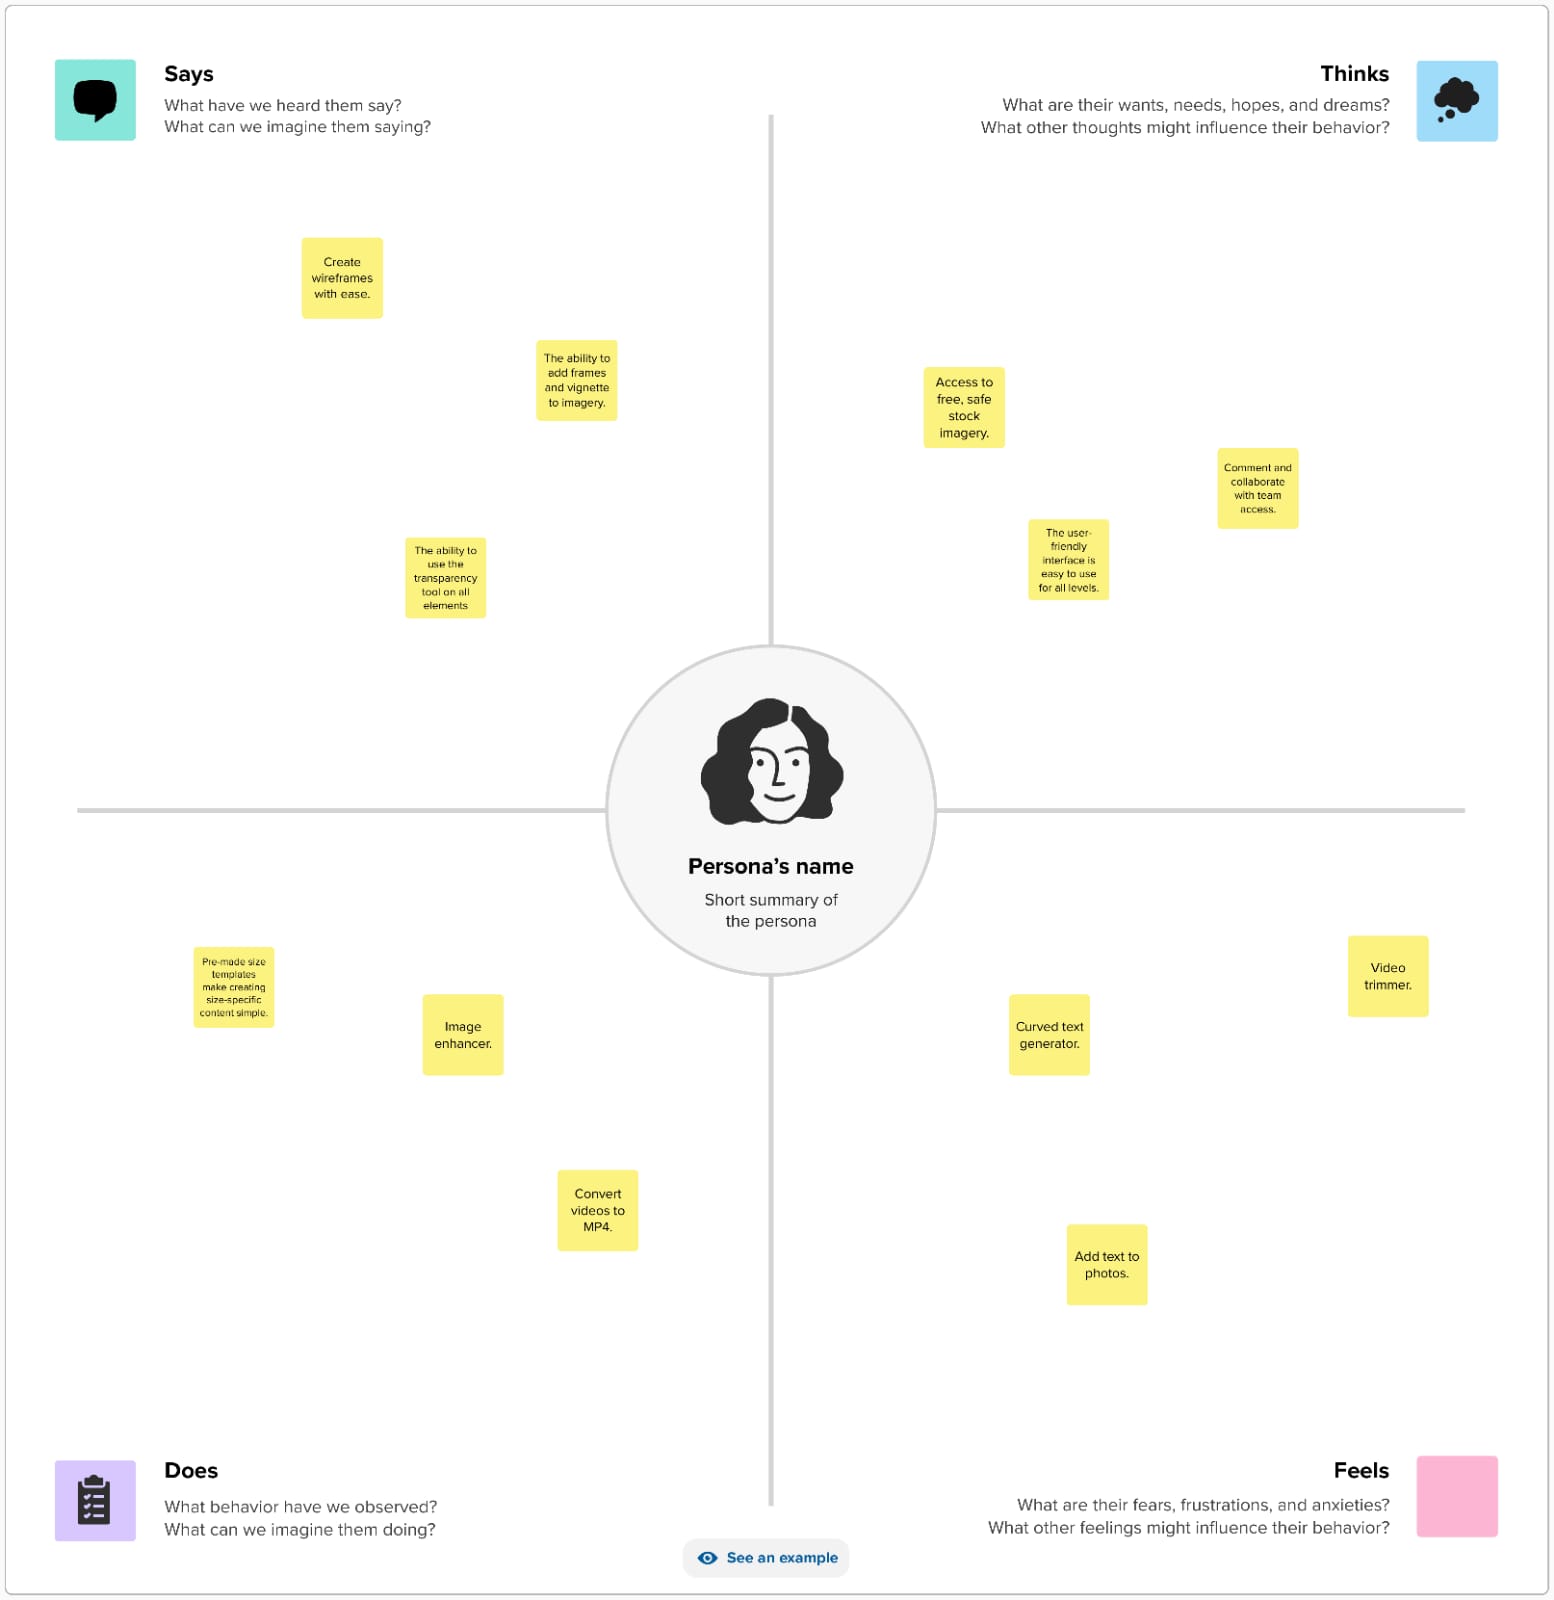 Says
What have we heard them say?
What can we imagine them saying?
Thinks
What are their wants, needs, hopes, and dreams?
What other thoughts might influence their behavior?
Create
wireframes
with ease.
The ability to
add frames
and vignette
to imagery.
The ability to
use the
transparency
tool on all
elements
Access to
free, safe
stock
imagery.
Comment and
collaborate
with team
access.
The user-
friendly
interface is
easy to use
for all levels.
Persona’s name
Short summary of
the persona
Pre-made size
templates
make creating
size-specific
content simple.
Image
enhancer.
Convert
videos to
MP4.
Video
trimmer.
Curved text
generator.
Add text to
photos.
Does
What behavior have we observed?
What can we imagine them doing?
Feels
What are their fears, frustrations, and anxieties?
What other feelings might influence their behavior?
See an example